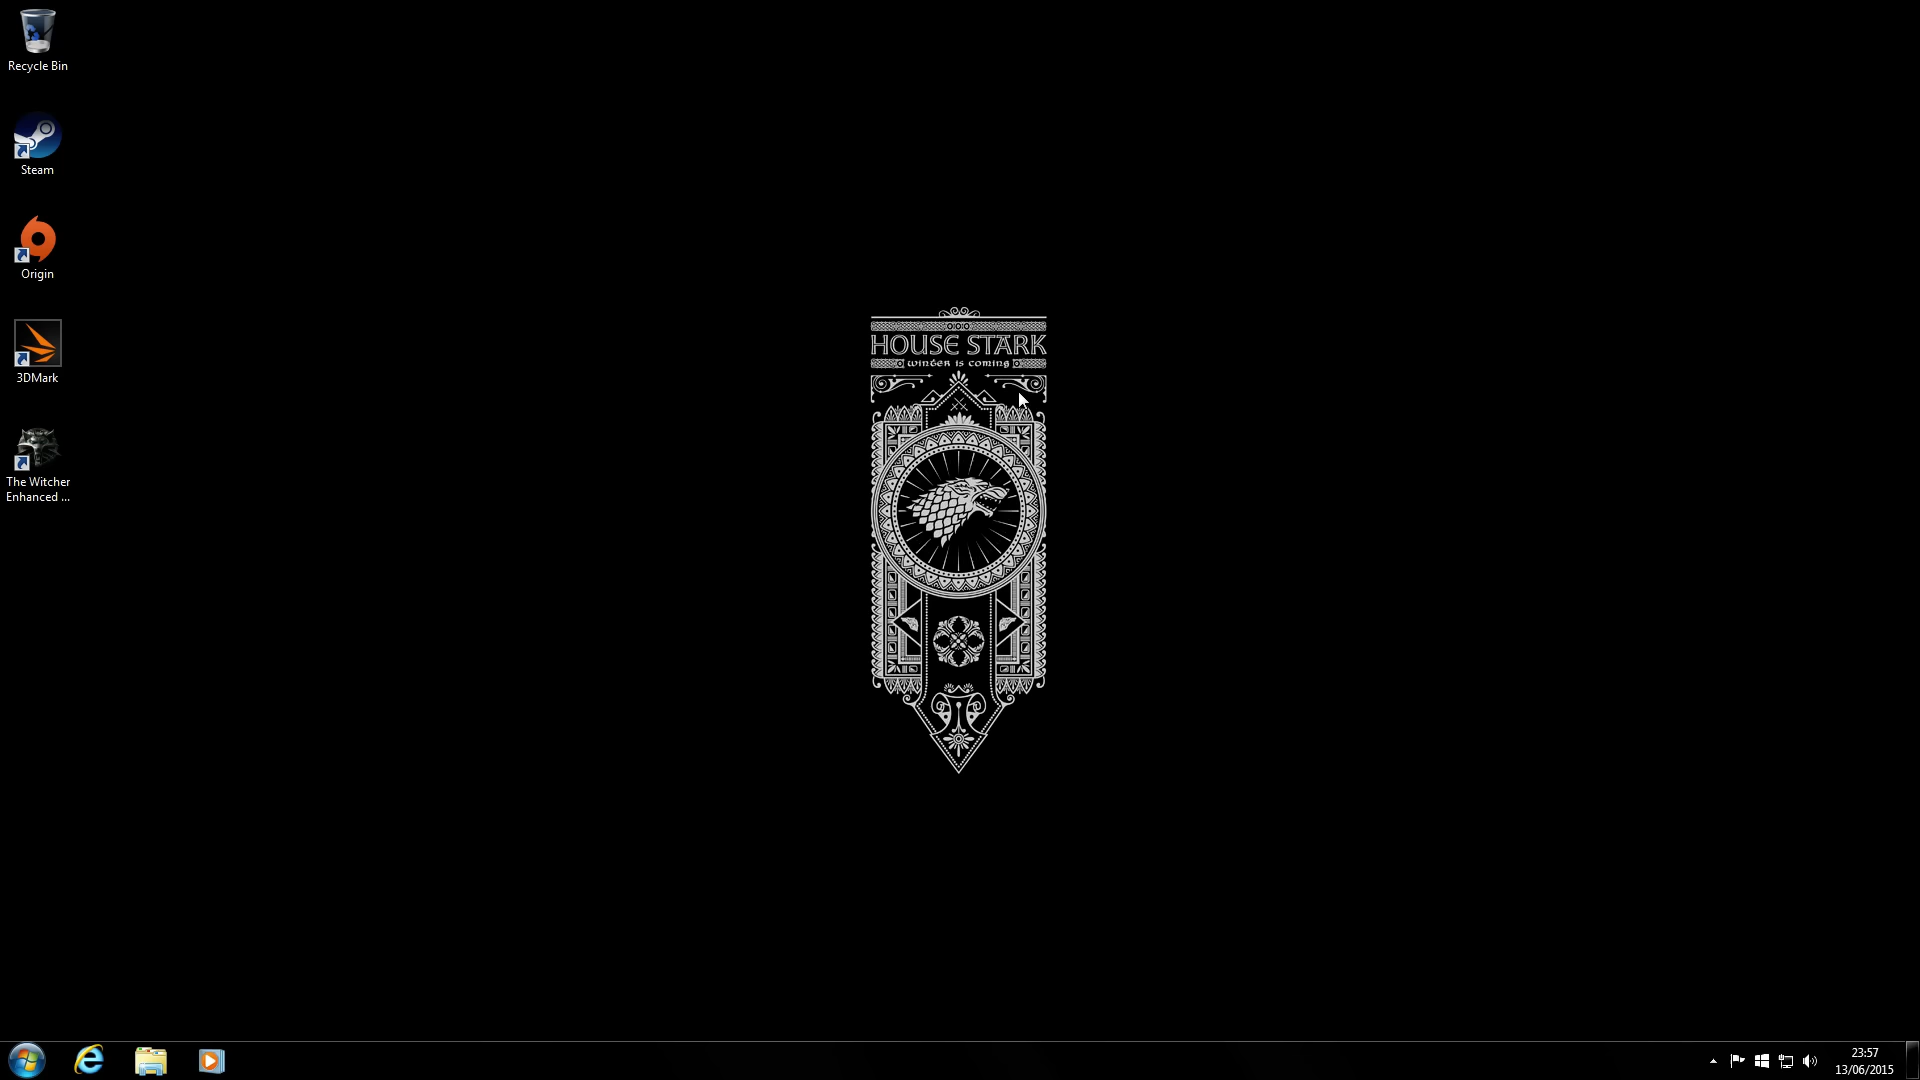 Recycle Bin
Steam
Origin
3DMark
The Witcher
Enhanced ...
HOUSE STARK
winter is coming
23:57
13/06/2015